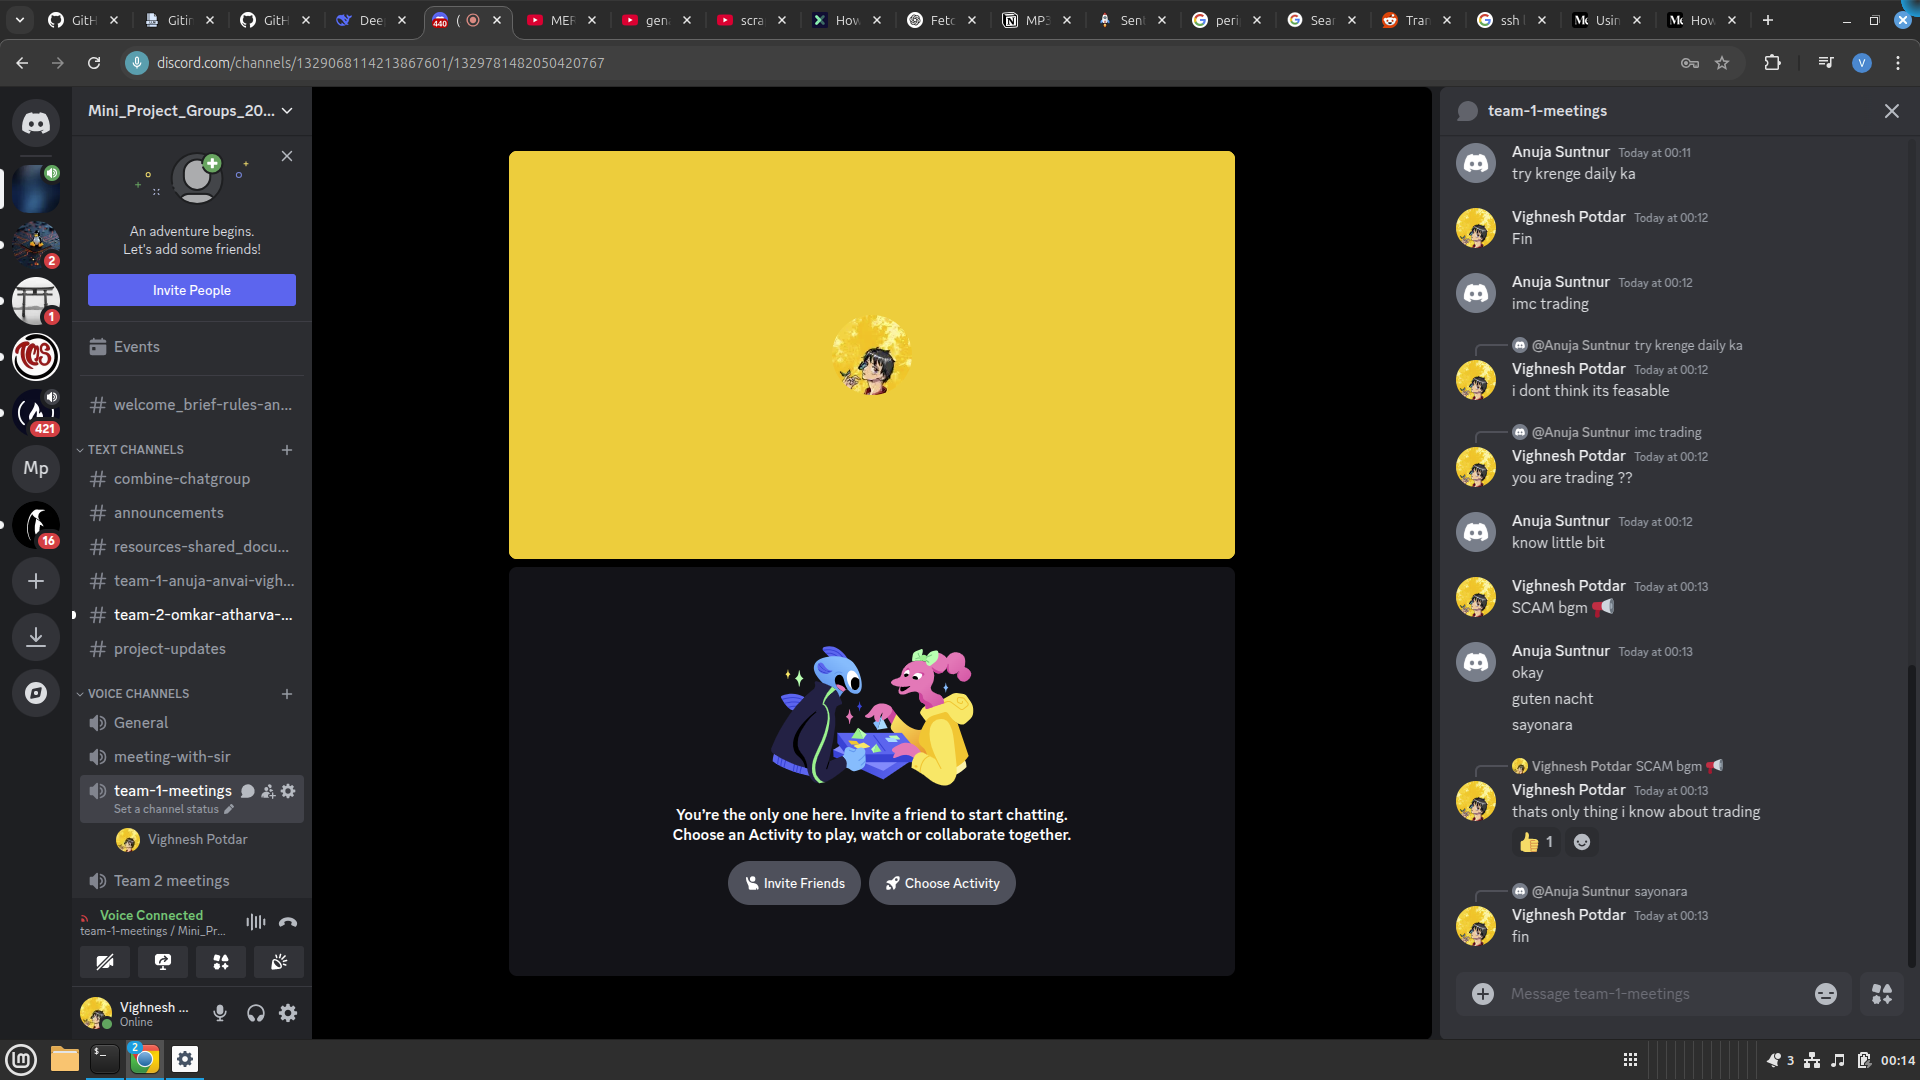 GitH
Gitin
GitH
Dee
440
(
MER
gen
scra
How
Fetc
MP3
Sen
peri
Sear
Tran
ssh
Usin
How
discord.com/channels/1329068114213867601/1329781482050420767
V
Mini_Project_Groups_20...
An adventure begins.
Let's add some friends!
Invite People
Events
welcome_brief-rules-an...
TEXT CHANNELS
combine-chatgroup
announcements
resources-shared_docu...
team-1-anuja-anvai-vigh...
team-2-omkar-atharva-...
project-updates
VOICE CHANNELS
General
meeting-with-sir
team-1-meetings
Set a channel status
Vighnesh Potdar
Team 2 meetings
Voice Connected
team-1-meetings / Mini_Pr...
Vighnesh ...
Online
2
1
421
Mp
16
You're the only one here. Invite a friend to start chatting.
Choose an Activity to play, watch or collaborate together.
Invite Friends
Choose Activity
team-1-meetings
Anuja Suntnur Today at 00:11
try krenge daily ka
Vighnesh Potdar Today at 00:12
Fin
Anuja Suntnur Today at 00:12
imc trading
@Anuja Suntnur try krenge daily ka
Vighnesh Potdar Today at 00:12
i dont think its feasable
@Anuja Suntnur imc trading
Vighnesh Potdar Today at 00:12
you are trading ??
Anuja Suntnur Today at 00:12
know little bit
Vighnesh Potdar Today at 00:13
SCAM bgm
Anuja Suntnur Today at 00:13
okay
guten nacht
sayonara
Vighnesh Potdar SCAM bgm
Vighnesh Potdar Today at 00:13
thats only thing i know about trading
1
@Anuja Suntnur sayonara
Vighnesh Potdar Today at 00:13
fin
Message team-1-meetings
2
3
00:14